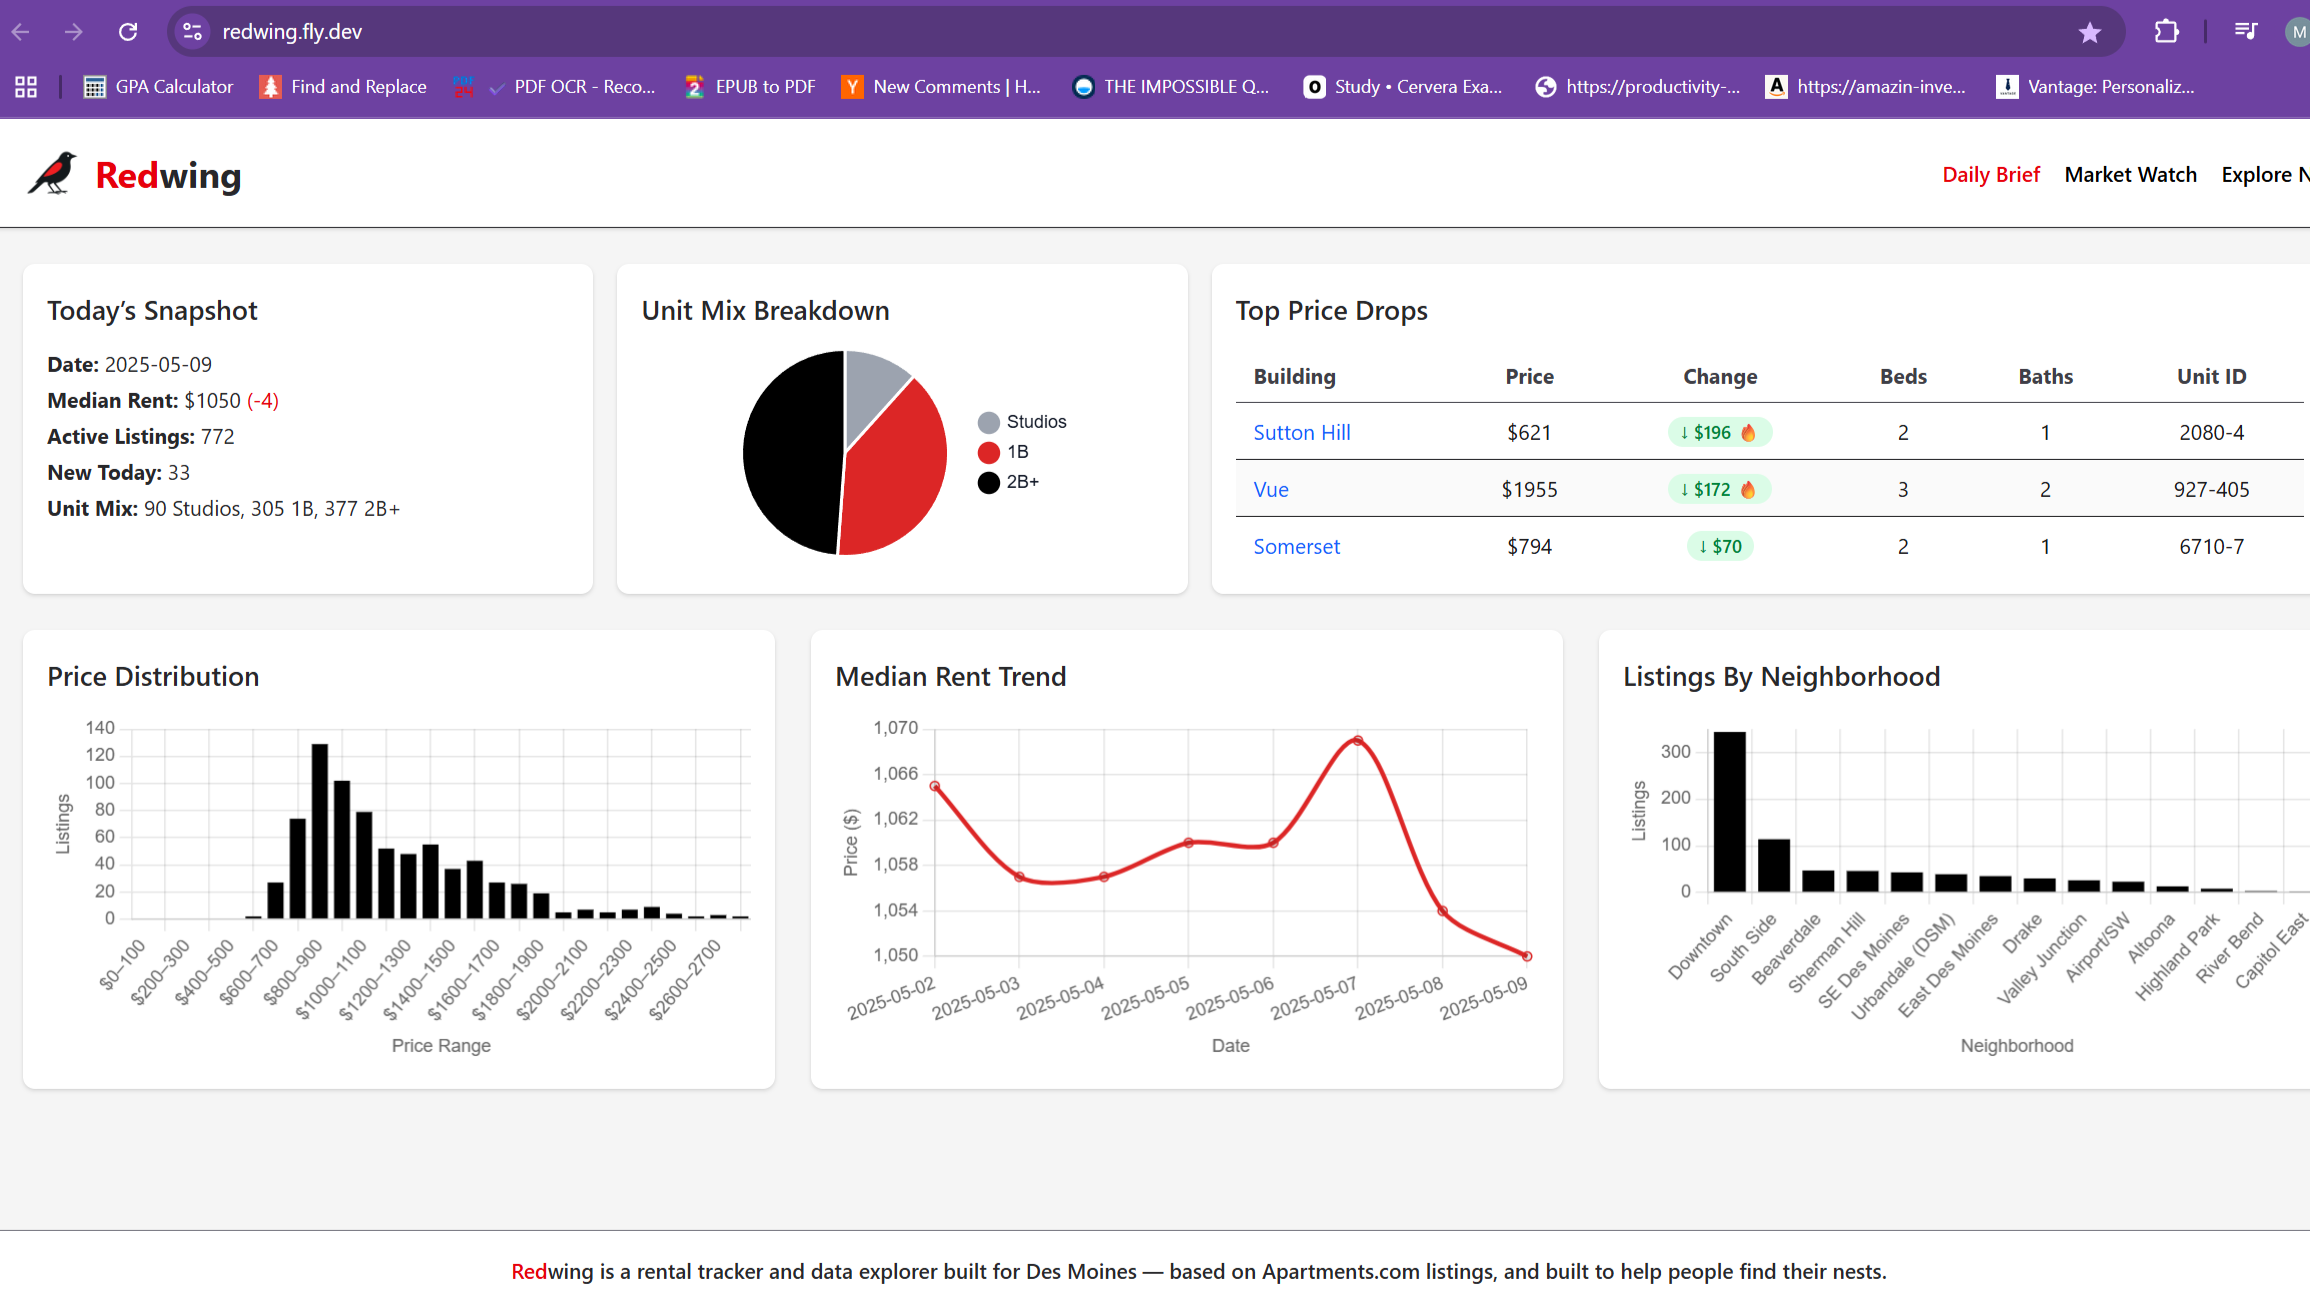 redwing.fly.dev
M
GPA Calculator
Find and Replace
PDF OCR - Reco...
EPUB to PDF
New Comments | H...
THE IMPOSSIBLE Q...
Study • Cervera Exa...
https://productivity-...
https://amazin-inve...
Vantage: Personaliz...
Redwing
Daily Brief
Market Watch
Explore N
Today's Snapshot
Date: 2025-05-09
Median Rent: $1050 (-4)
Active Listings: 772
New Today: 33
Unit Mix: 90 Studios, 305 1B, 377 2B+
Unit Mix Breakdown
Studios
1B
2B+
Top Price Drops
Building Price Change Beds Baths Unit ID
Sutton Hill $621 ↓ $196 🔥 2 1 2080-4
Vue $1955 ↓ $172 🔥 3 2 927-405
Somerset $794 ↓ $70 2 1 6710-7
Price Distribution
140
120
100
80
60
40
20
0
Listings
$0–100
$200–300
$400–500
$600–700
$800–900
$1000–1100
$1200–1300
$1400–1500
$1600–1700
$1800–1900
$2000–2100
$2200–2300
$2400–2500
$2600–2700
Price Range
Median Rent Trend
1,070
1,066
1,062
1,058
1,054
1,050
Price ($)
2025-05-02
2025-05-03
2025-05-04
2025-05-05
2025-05-06
2025-05-07
2025-05-08
2025-05-09
Date
Listings By Neighborhood
300
200
100
0
Listings
Downtown
South Side
Beaverdale
Sherman Hill
SE Des Moines
Urbandale (DSM)
East Des Moines
Drake
Valley Junction
Airport/SW
Altoona
Highland Park
River Bend
Capitol East
Neighborhood
Redwing is a rental tracker and data explorer built for Des Moines — based on Apartments.com listings, and built to help people find their nests.